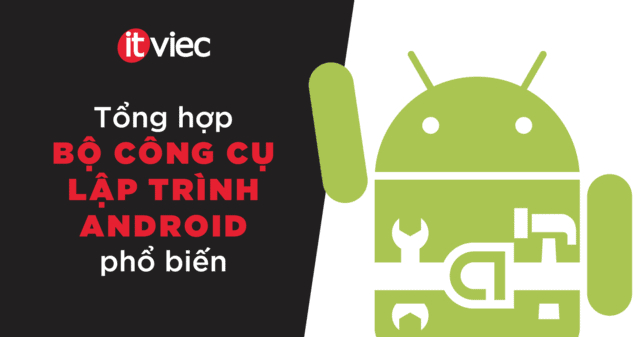 itviec
Tổng hợp
BỘ CÔNG CỤ
LẬP TRÌNH
ANDROID
phổ biến